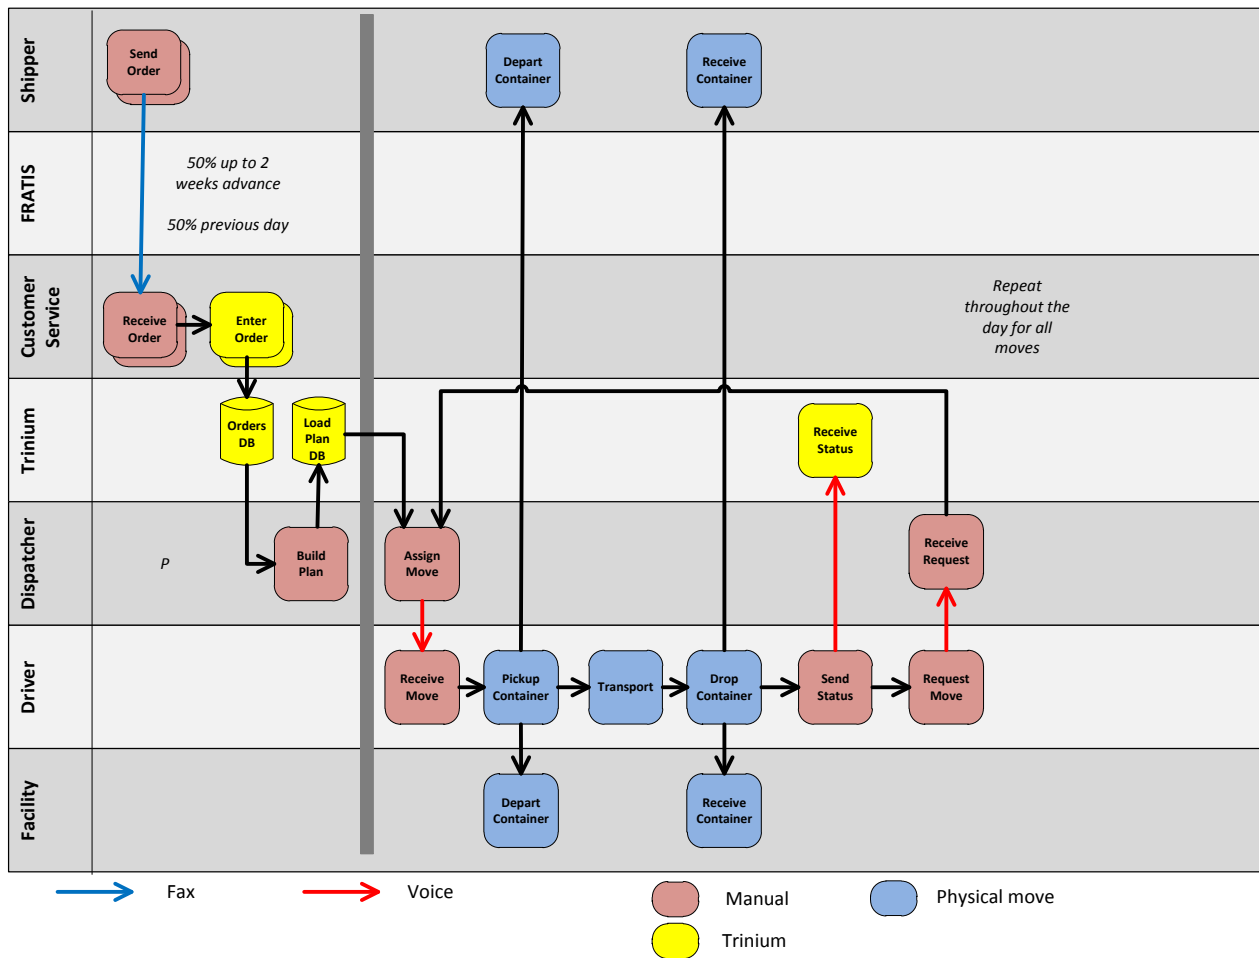 Shipper
Send
Order
Depart
Container
Receive
Container
FRATIS
50% up to 2
weeks advance
50% previous day
Customer
Service
Receive
Order
Enter
Order
Repeat
throughout the
day for all
moves
Trinium
Orders
DB
Load
Plan
DB
Receive
Status
Dispatcher
P
Build
Plan
Assign
Move
Receive
Request
Driver
Receive
Move
Pickup
Container
Transport
Drop
Container
Send
Status
Request
Move
Facility
Depart
Container
Receive
Container
Fax
Voice
Manual
Physical move
Trinium